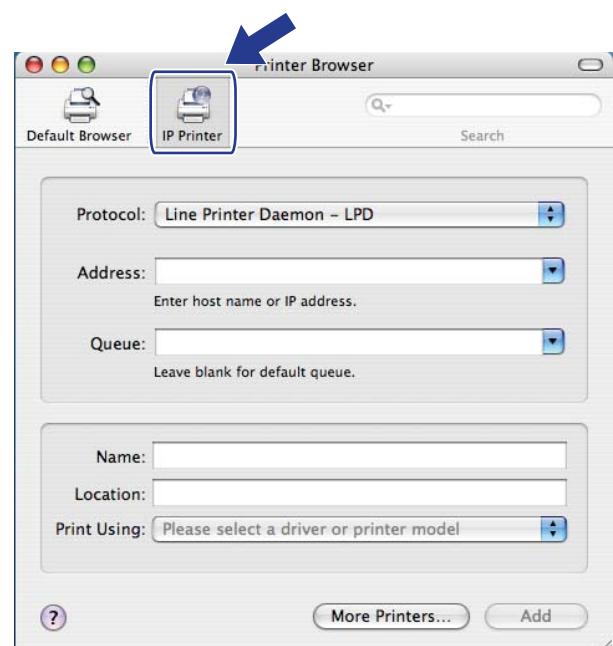 Printer Browser
Default Browser
IP Printer
Search
Protocol: Line Printer Daemon – LPD
Address:
Enter host name or IP address.
Queue:
Leave blank for default queue.
Name:
Location:
Print Using: Please select a driver or printer model
?
More Printers...
Add